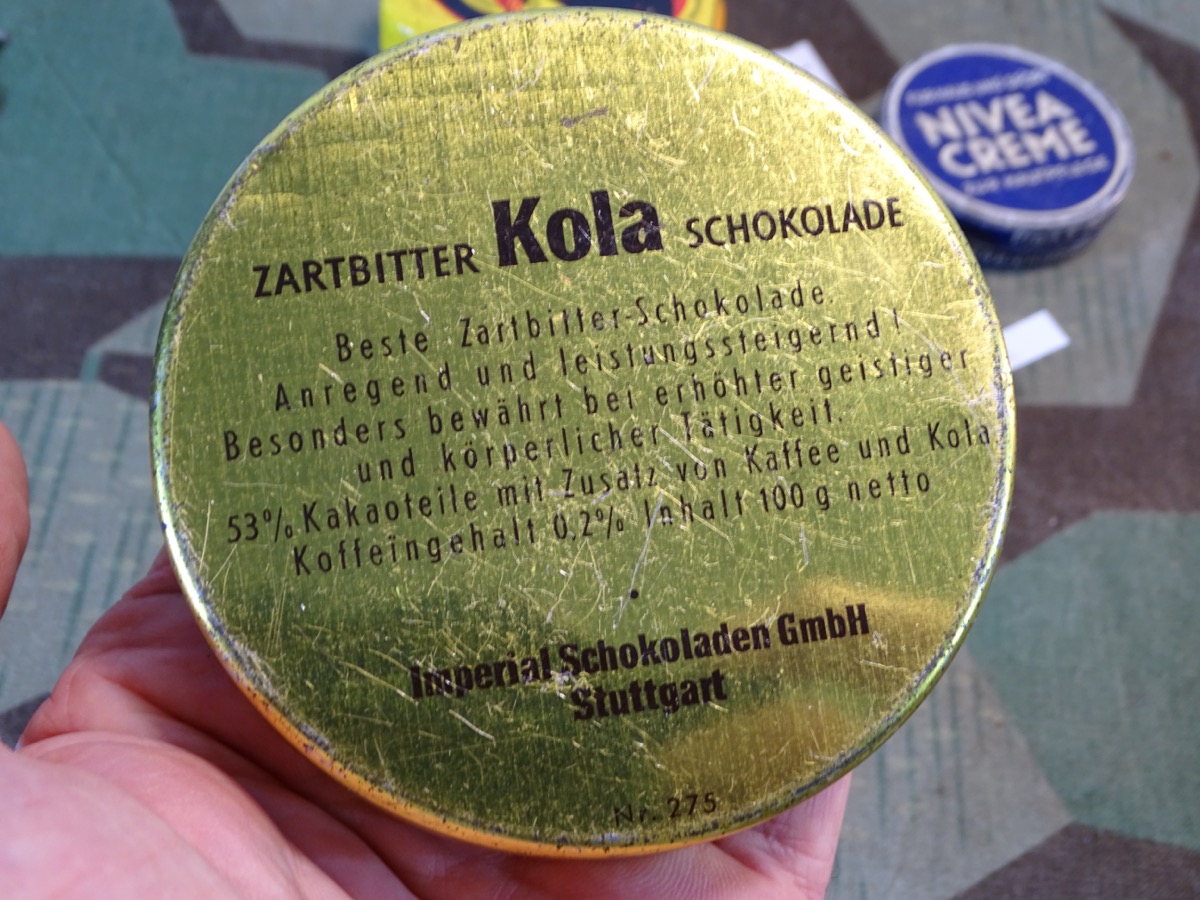 ZARTBITTER Kola SCHOKOLADE
Beste Zartbitter-Schokolade.
Anregend und leistungssteigernd!
Besonders bewährt bei erhöhter geistiger
und körperlicher Tätigkeit.
53% Kakaoteile mit Zusatz von Kaffee und Kola
Koffeingehalt 0,2% Inhalt 100 g netto
Imperial Schokoladen GmbH
Stuttgart
Nr. 275
NIVEA
CREME
ZUR HAUTPFLEGE